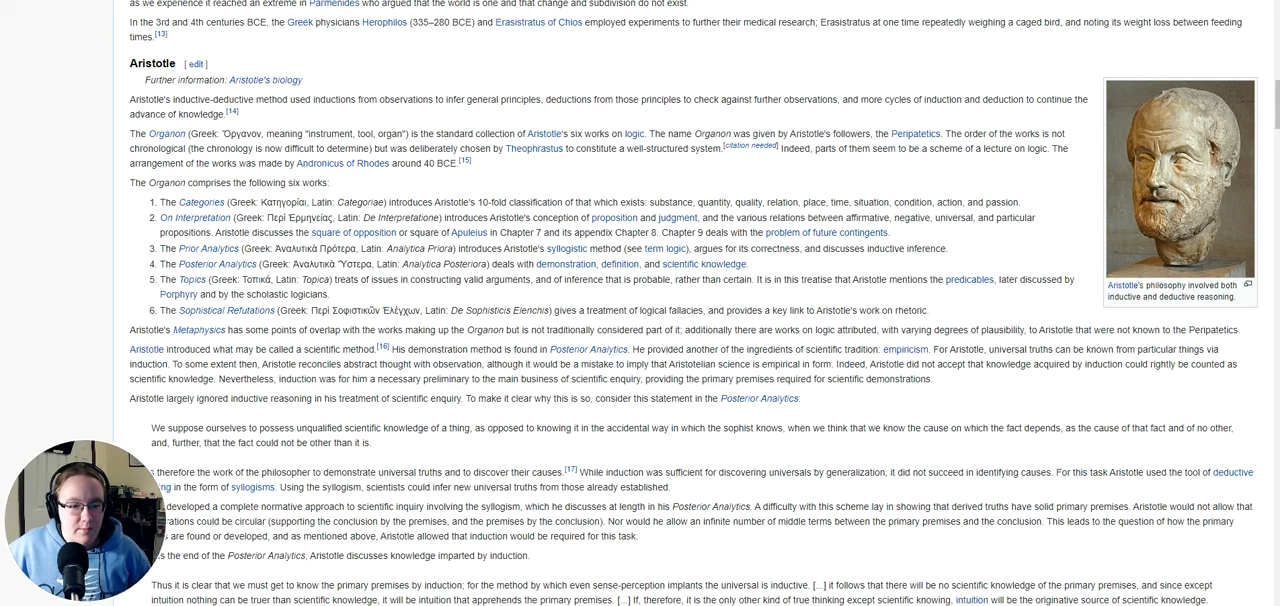 as we experience it reached an extreme in Parmenides who argued that the world is one and that change and subdivision do not exist.
In the 3rd and 4th centuries BCE, the Greek physicians Herophilos (335–280 BCE) and Erasistratus of Chios employed experiments to further their medical research; Erasistratus at one time repeatedly weighing a caged bird, and noting its weight loss between feeding
times.[13]
Aristotle [ edit ]
Further information: Aristotle's biology
Aristotle's inductive-deductive method used inductions from observations to infer general principles, deductions from those principles to check against further observations, and more cycles of induction and deduction to continue the
advance of knowledge.[14]
The Organon (Greek: Ὄργανον, meaning "instrument, tool, organ") is the standard collection of Aristotle's six works on logic. The name Organon was given by Aristotle's followers, the Peripatetics. The order of the works is not
chronological (the chronology is now difficult to determine) but was deliberately chosen by Theophrastus to constitute a well-structured system.[citation needed] Indeed, parts of them seem to be a scheme of a lecture on logic. The
arrangement of the works was made by Andronicus of Rhodes around 40 BCE.[15]
The Organon comprises the following six works:
1. The Categories (Greek: Κατηγορίαι, Latin: Categoriae) introduces Aristotle's 10-fold classification of that which exists: substance, quantity, quality, relation, place, time, situation, condition, action, and passion.
2. On Interpretation (Greek: Περὶ Ἑρμηνείας, Latin: De Interpretatione) introduces Aristotle's conception of proposition and judgment, and the various relations between affirmative, negative, universal, and particular
propositions. Aristotle discusses the square of opposition or square of Apuleius in Chapter 7 and its appendix Chapter 8. Chapter 9 deals with the problem of future contingents.
3. The Prior Analytics (Greek: Ἀναλυτικὰ Πρότερα, Latin: Analytica Priora) introduces Aristotle's syllogistic method (see term logic), argues for its correctness, and discusses inductive inference.
4. The Posterior Analytics (Greek: Ἀναλυτικὰ Ὕστερα, Latin: Analytica Posteriora) deals with demonstration, definition, and scientific knowledge.
5. The Topics (Greek: Τοπικά, Latin: Topica) treats of issues in constructing valid arguments, and of inference that is probable, rather than certain. It is in this treatise that Aristotle mentions the predicables, later discussed by
Porphyry and by the scholastic logicians.
6. The Sophistical Refutations (Greek: Περὶ Σοφιστικῶν Ἐλέγχων, Latin: De Sophisticis Elenchis) gives a treatment of logical fallacies, and provides a key link to Aristotle's work on rhetoric.
Aristotle's philosophy involved both
inductive and deductive reasoning.
Aristotle's Metaphysics has some points of overlap with the works making up the Organon but is not traditionally considered part of it; additionally there are works on logic attributed, with varying degrees of plausibility, to Aristotle that were not known to the Peripatetics.
Aristotle introduced what may be called a scientific method.[16] His demonstration method is found in Posterior Analytics. He provided another of the ingredients of scientific tradition: empiricism. For Aristotle, universal truths can be known from particular things via
induction. To some extent then, Aristotle reconciles abstract thought with observation, although it would be a mistake to imply that Aristotelian science is empirical in form. Indeed, Aristotle did not accept that knowledge acquired by induction could rightly be counted as
scientific knowledge. Nevertheless, induction was for him a necessary preliminary to the main business of scientific enquiry, providing the primary premises required for scientific demonstrations.
Aristotle largely ignored inductive reasoning in his treatment of scientific enquiry. To make it clear why this is so, consider this statement in the Posterior Analytics:
We suppose ourselves to possess unqualified scientific knowledge of a thing, as opposed to knowing it in the accidental way in which the sophist knows, when we think that we know the cause on which the fact depends, as the cause of that fact and of no other,
and, further, that the fact could not be other than it is.
therefore the work of the philosopher to demonstrate universal truths and to discover their causes.[17] While induction was sufficient for discovering universals by generalization, it did not succeed in identifying causes. For this task Aristotle used the tool of deductive
in the form of syllogisms. Using the syllogism, scientists could infer new universal truths from those already established.
developed a complete normative approach to scientific inquiry involving the syllogism, which he discusses at length in his Posterior Analytics. A difficulty with this scheme lay in showing that derived truths have solid primary premises. Aristotle would not allow that
could be circular (supporting the conclusion by the premises, and the premises by the conclusion). Nor would he allow an infinite number of middle terms between the primary premises and the conclusion. This leads to the question of how the primary
are found or developed, and as mentioned above, Aristotle allowed that induction would be required for this task.
the end of the Posterior Analytics, Aristotle discusses knowledge imparted by induction.
Thus it is clear that we must get to know the primary premises by induction; for the method by which even sense-perception implants the universal is inductive. [...] it follows that there will be no scientific knowledge of the primary premises, and since except
intuition nothing can be truer than scientific knowledge, it will be intuition that apprehends the primary premises. [...] If, therefore, it is the only other kind of true thinking except scientific knowing, intuition will be the originative source of scientific knowledge.